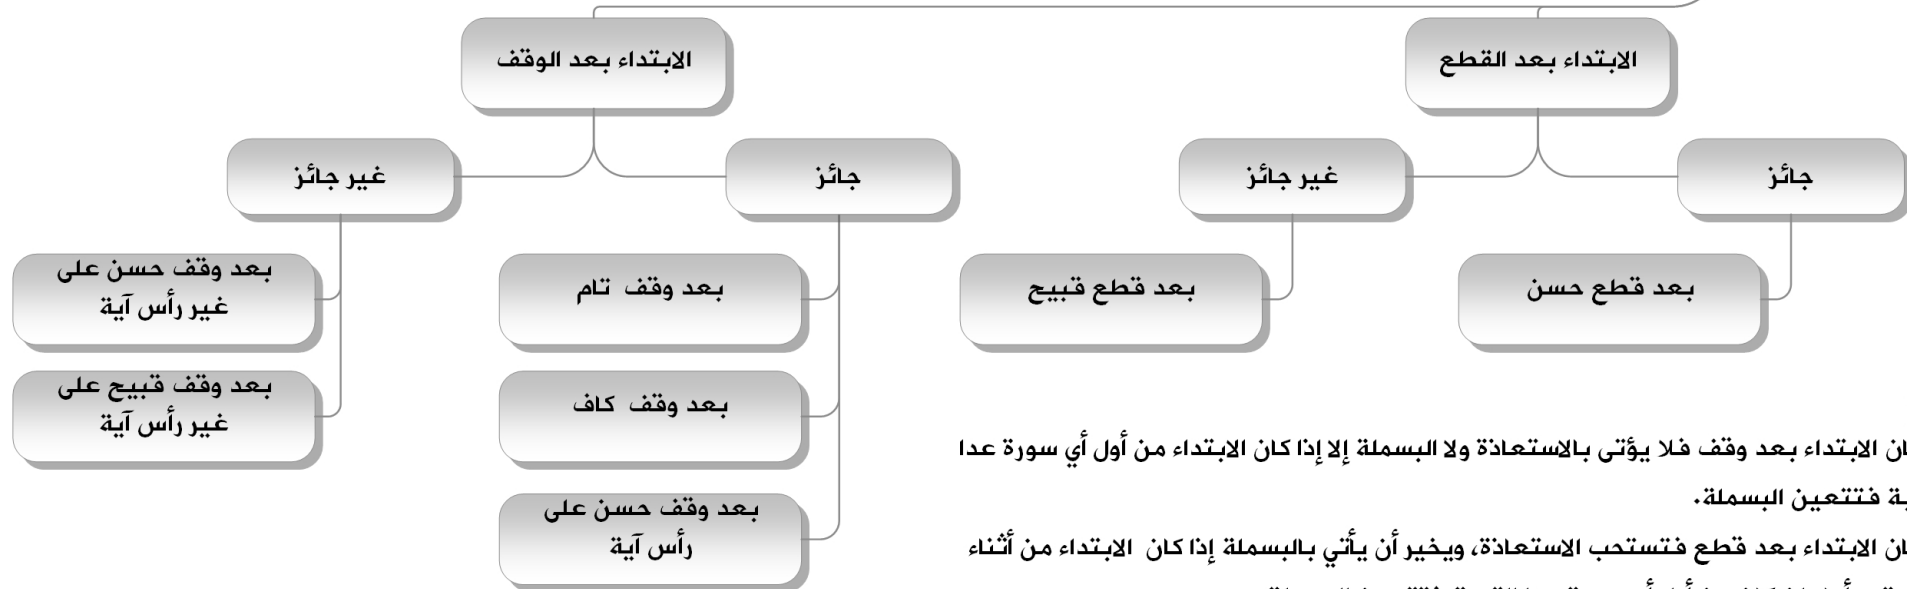 الابتداء بعد القطع
الابتداء بعد الوقف
جائز
غير جائز
جائز
غير جائز
بعد قطع حسن
بعد قطع قبيح
بعد وقف تام
بعد وقف كاف
بعد وقف حسن على
رأس آية
بعد وقف حسن على
غير رأس آية
بعد وقف قبيح على
غير رأس آية
الابتداء بعد وقف فلا يؤتى بالاستعاذة ولا البسملة إلا إذا كان الابتداء من أول أي سورة عدا
فتتعين البسملة.
الابتداء بعد قطع فتستحب الاستعاذة، ويخير أن يأتي بالبسملة إذا كان الابتداء من أثناء